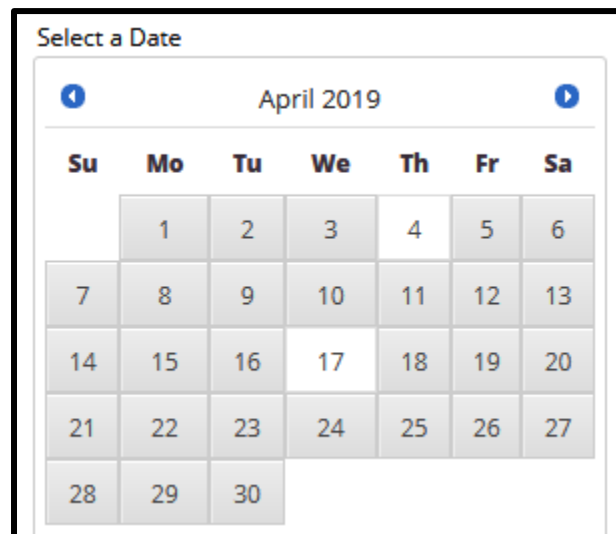 Select a Date
April 2019
Su Mo Tu We Th Fr Sa
1 2 3 4 5 6
7 8 9 10 11 12 13
14 15 16 17 18 19 20
21 22 23 24 25 26 27
28 29 30